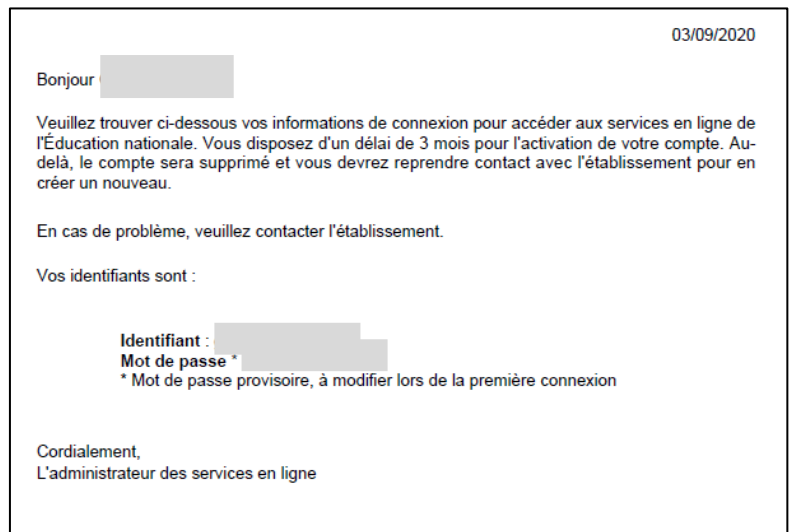 03/09/2020
Bonjour
Veuillez trouver ci-dessous vos informations de connexion pour accéder aux services en ligne de
l'Éducation nationale. Vous disposez d'un délai de 3 mois pour l'activation de votre compte. Au-
delà, le compte sera supprimé et vous devrez reprendre contact avec l'établissement pour en
créer un nouveau.
En cas de problème, veuillez contacter l'établissement.
Vos identifiants sont :
Identifiant :
Mot de passe *
* Mot de passe provisoire, à modifier lors de la première connexion
Cordialement,
L'administrateur des services en ligne